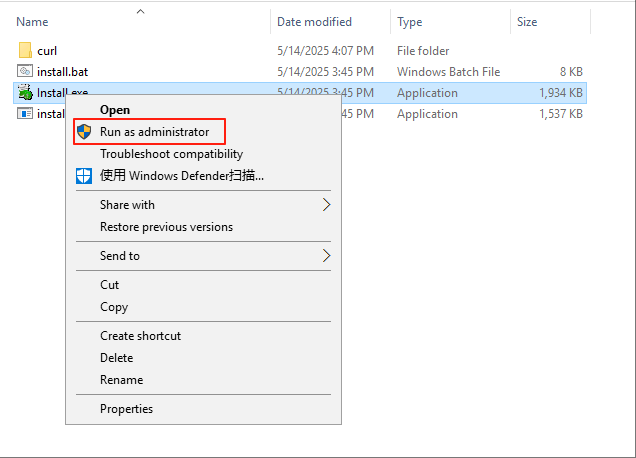 Name Date modified Type Size
curl 5/14/2025 4:07 PM File folder
install.bat 5/14/2025 3:45 PM Windows Batch File 8 KB
Install.exe 5/14/2025 3:45 PM Application 1,934 KB
install 3:45 PM Application 1,537 KB
Open
Run as administrator
Troubleshoot compatibility
使用 Windows Defender扫描...
Share with
Restore previous versions
Send to
Cut
Copy
Create shortcut
Delete
Rename
Properties